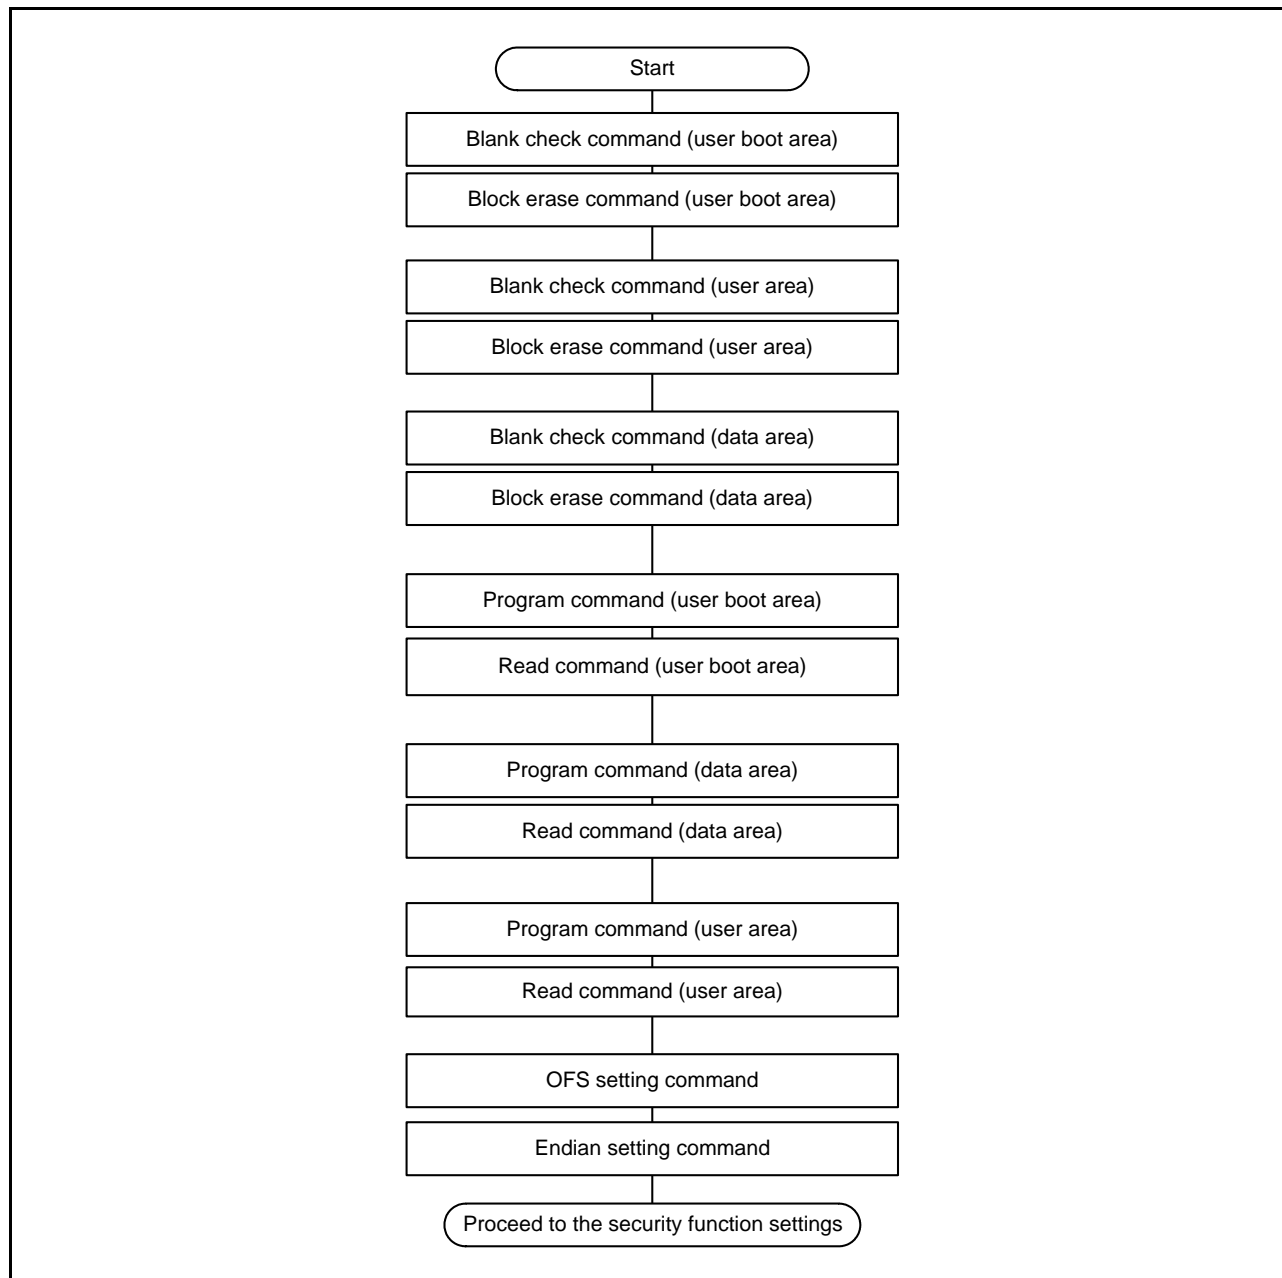 Start
Blank check command (user boot area)
Block erase command (user boot area)
Blank check command (user area)
Block erase command (user area)
Blank check command (data area)
Block erase command (data area)
Program command (user boot area)
Read command (user boot area)
Program command (data area)
Read command (data area)
Program command (user area)
Read command (user area)
OFS setting command
Endian setting command
Proceed to the security function settings